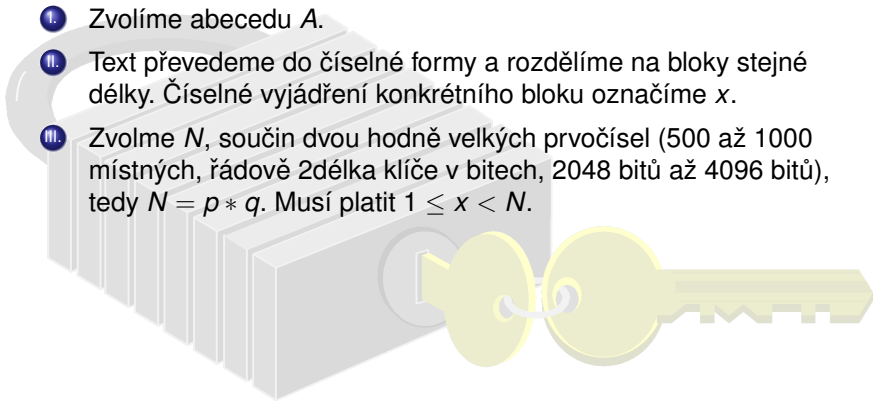 I. Zvolíme abecedu A.
II. Text převedeme do číselné formy a rozdělíme na bloky stejné
délky. Číselné vyjádření konkrétního bloku označíme x.
III. Zvolme N, součin dvou hodně velkých prvočísel (500 až 1000
místných, řádově 2délka klíče v bitech, 2048 bitů až 4096 bitů),
tedy N = p ∗ q. Musí platit 1 ≤ x < N.